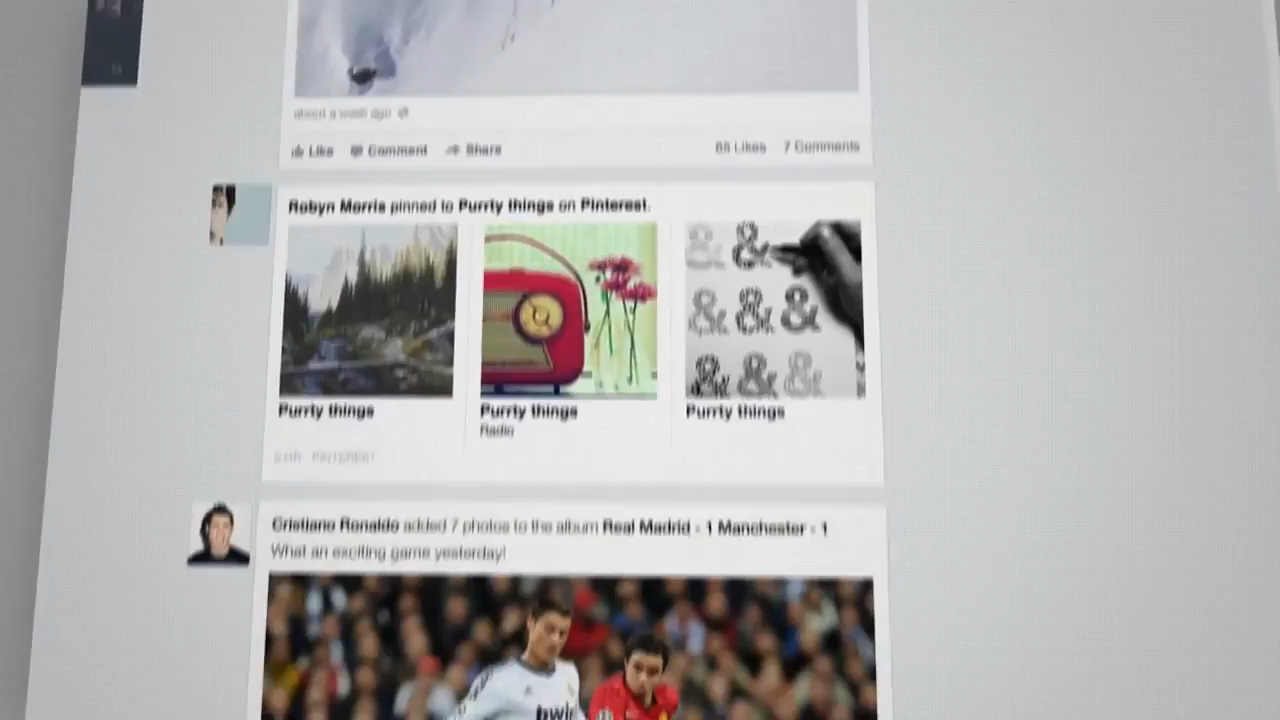 about a week ago
Like Comment Share 65 Likes 7 Comments
Robyn Morris pinned to Purrty things on Pinterest.
& &
& & &
& & &
Purrty things
Purrty things
Purrty things
Radio
PINTEREST
Cristiano Ronaldo added 7 photos to the album Real Madrid - 1 Manchester - 1
What an exciting game yesterday!
bwin